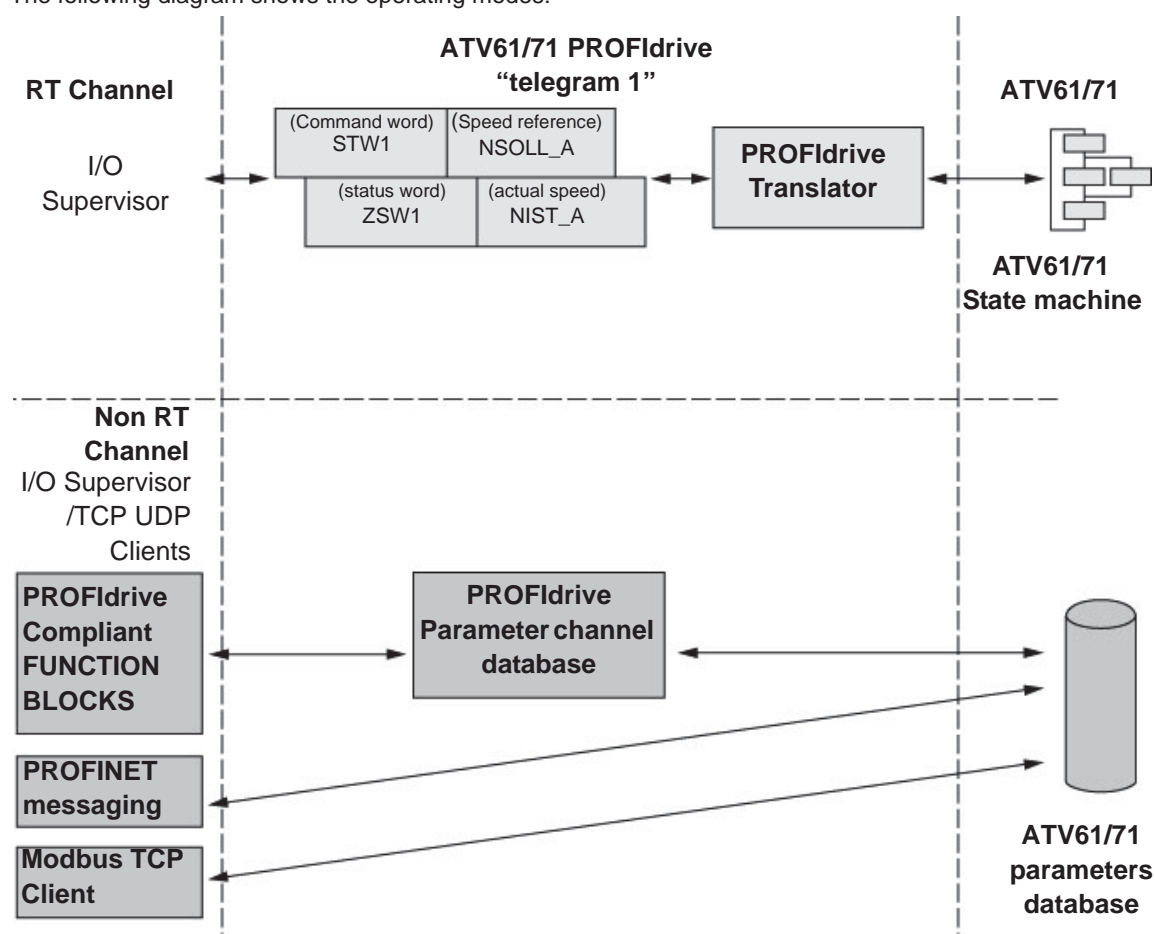 The following diagram shows the operating modes:
ATV61/71 PROFIdrive
“telegram 1”
RT Channel
ATV61/71
I/O
Supervisor
(Command word)
STW1
(Speed reference)
NSOLL_A
(status word)
ZSW1
(actual speed)
NIST_A
PROFIdrive
Translator
ATV61/71
State machine
Non RT
Channel
I/O Supervisor
/TCP UDP
Clients
PROFIdrive
Compliant
FUNCTION
BLOCKS
PROFIdrive
Parameter channel
database
PROFINET
messaging
Modbus TCP
Client
ATV61/71
parameters
database